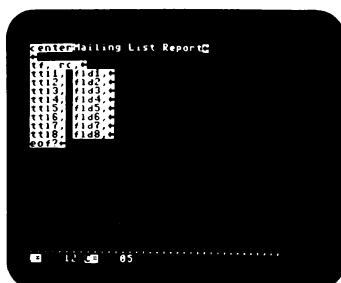 centerMailing List Report
tf, rc,
ttl1, fld1,
ttl2, fld2,
ttl3, fld3,
ttl4, fld4,
ttl5, fld5,
ttl6, fld6,
ttl7, fld7,
ttl8, fld8,
eof?
12 05